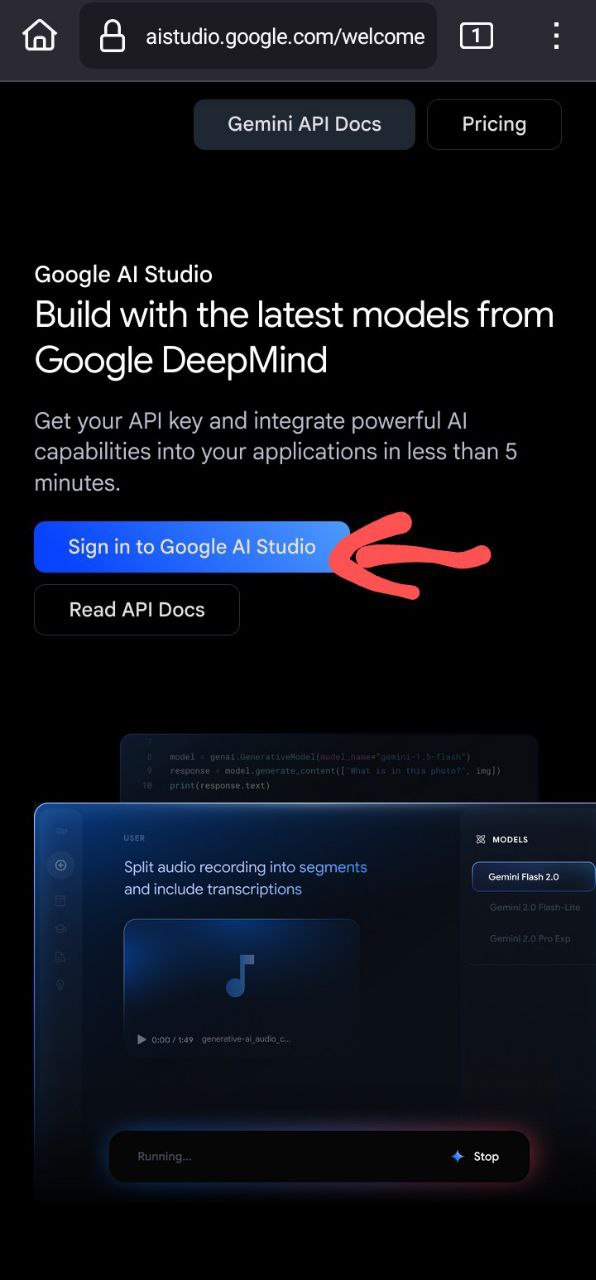 aistudio.google.com/welcome
1
Gemini API Docs
Pricing
Google AI Studio
Build with the latest models from
Google DeepMind
Get your API key and integrate powerful AI
capabilities into your applications in less than 5
minutes.
Sign in to Google AI Studio
Read API Docs
7
8 model = genai.GenerativeModel(model_name="gemini-1.5-flash")
9 response = model.generate_content(["What is in this photo?", img])
10 print(response.text)
USER
Split audio recording into segments
and include transcriptions
0:00 / 1:49 generative-ai_audio_c...
MODELS
Gemini Flash 2.0
Gemini 2.0 Flash-Lite
Gemini 2.0 Pro Exp
Running...
Stop